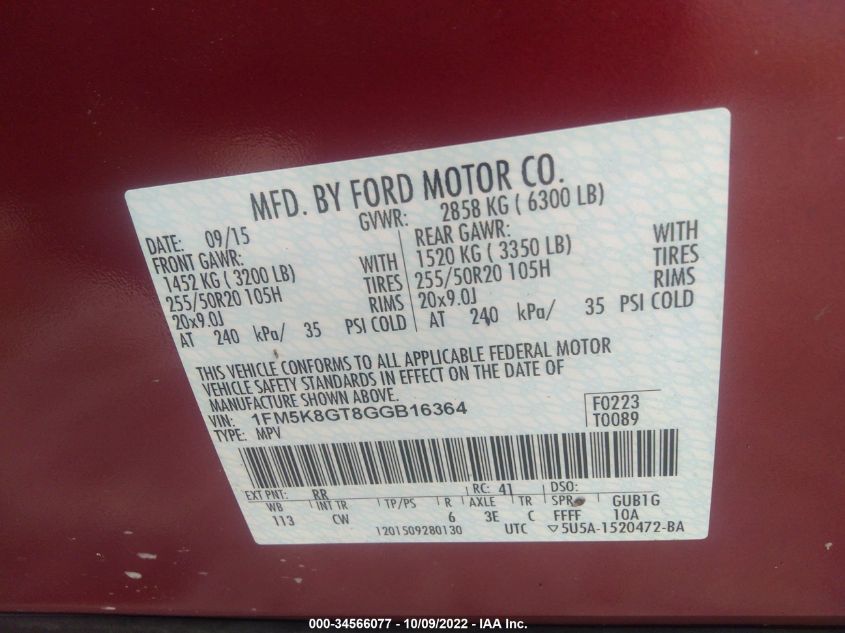 MFD. BY FORD MOTOR CO.
DATE: 09/15 GVWR: 2858 KG ( 6300 LB)
FRONT GAWR: REAR GAWR:
1452 KG ( 3200 LB) WITH 1520 KG ( 3350 LB) WITH
255/50R20 105H TIRES 255/50R20 105H TIRES
20x9.0J RIMS 20x9.0J RIMS
AT 240 kPa/ 35 PSI COLD AT 240 kPa/ 35 PSI COLD
THIS VEHICLE CONFORMS TO ALL APPLICABLE FEDERAL MOTOR
VEHICLE SAFETY STANDARDS IN EFFECT ON THE DATE OF
MANUFACTURE SHOWN ABOVE.
VIN: 1FM5K8GT8GGB16364 F0223
TYPE: MPV T0089
EXT PNT: RR RC: 41 DSO:
WB INT TR TP/PS R AXLE TR SPR GUB1G
113 CW 6 3E C FFFF 10A
1201509280130 UTC ▽5U5A-1520472-BA
000-34566077 - 10/09/2022 - IAA Inc.